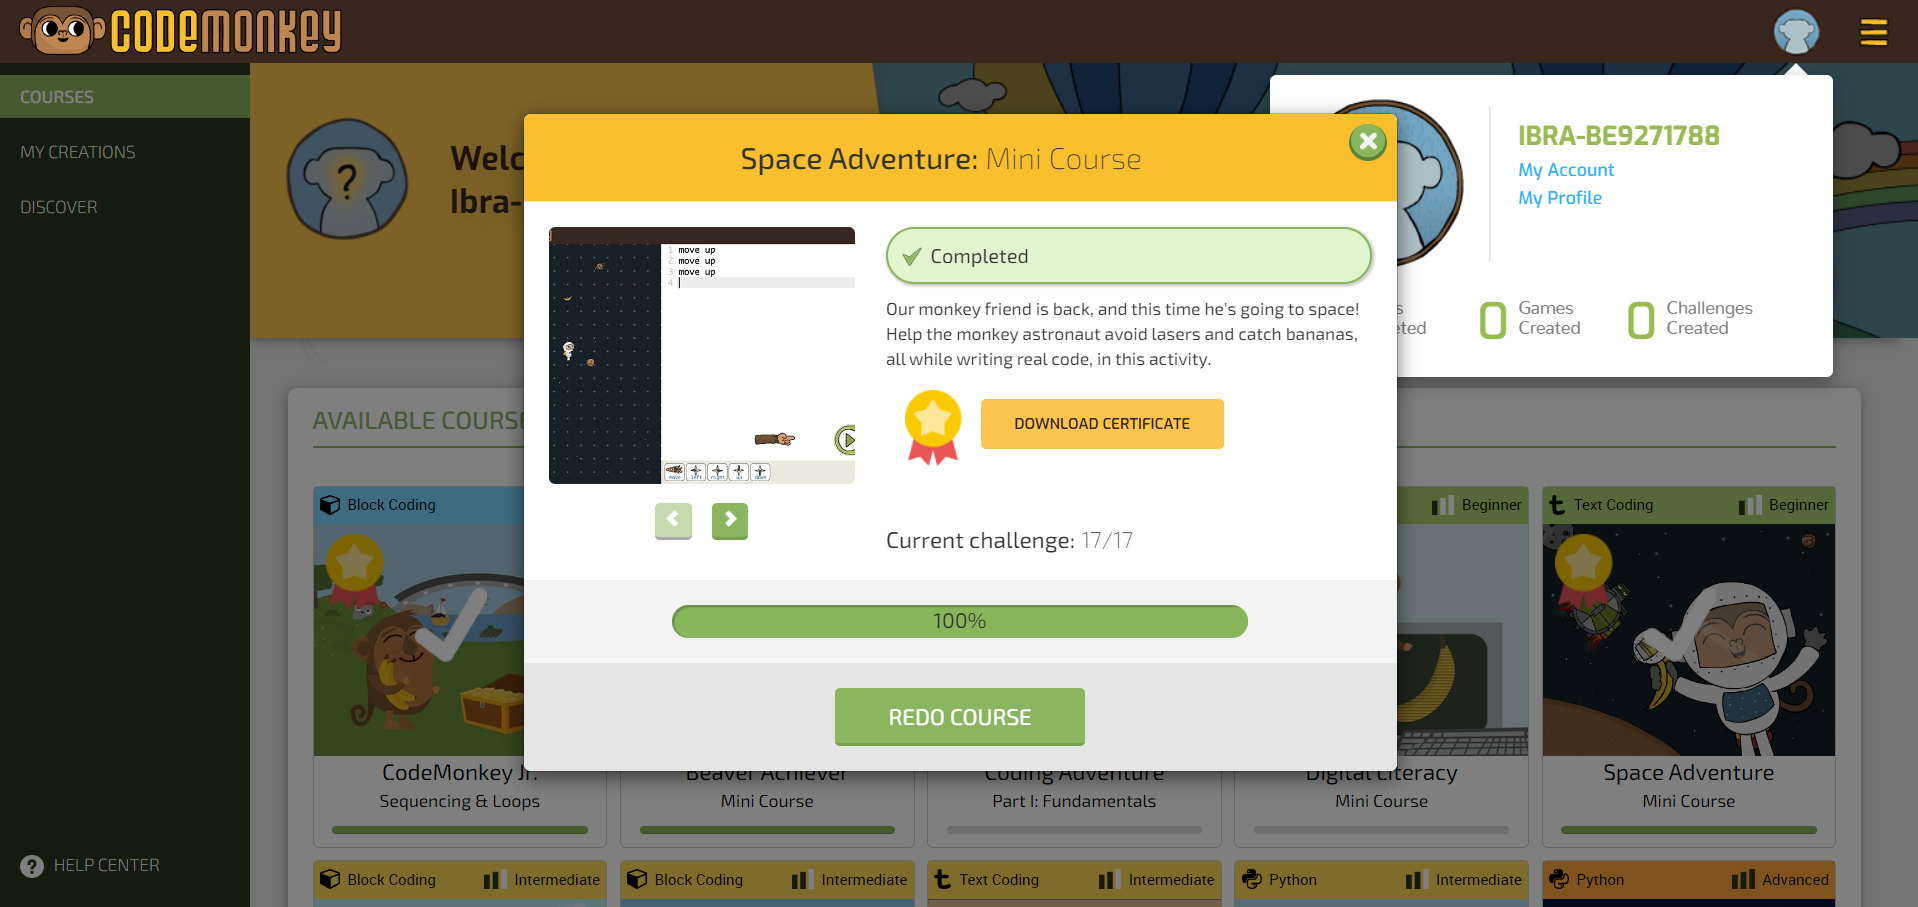 CODEMONKEY
COURSES
MY CREATIONS
DISCOVER
HELP CENTER
Welc
Ibra-
IBRA-BE9271788
My Account
My Profile
0 Games Created
0 Challenges Created
Space Adventure: Mini Course
1 move up
2 move up
3 move up
4
move left right up down
Completed
Our monkey friend is back, and this time he's going to space!
Help the monkey astronaut avoid lasers and catch bananas,
all while writing real code, in this activity.
DOWNLOAD CERTIFICATE
Current challenge: 17/17
100%
REDO COURSE
AVAILABLE COURSE
Block Coding
Beginner
Text Coding Beginner
CodeMonkey Jr.
Sequencing & Loops
Beaver Achiever
Mini Course
Coding Adventure
Part I: Fundamentals
Digital Literacy
Mini Course
Space Adventure
Mini Course
Block Coding Intermediate
Block Coding Intermediate
Text Coding Intermediate
Python Intermediate
Python Advanced